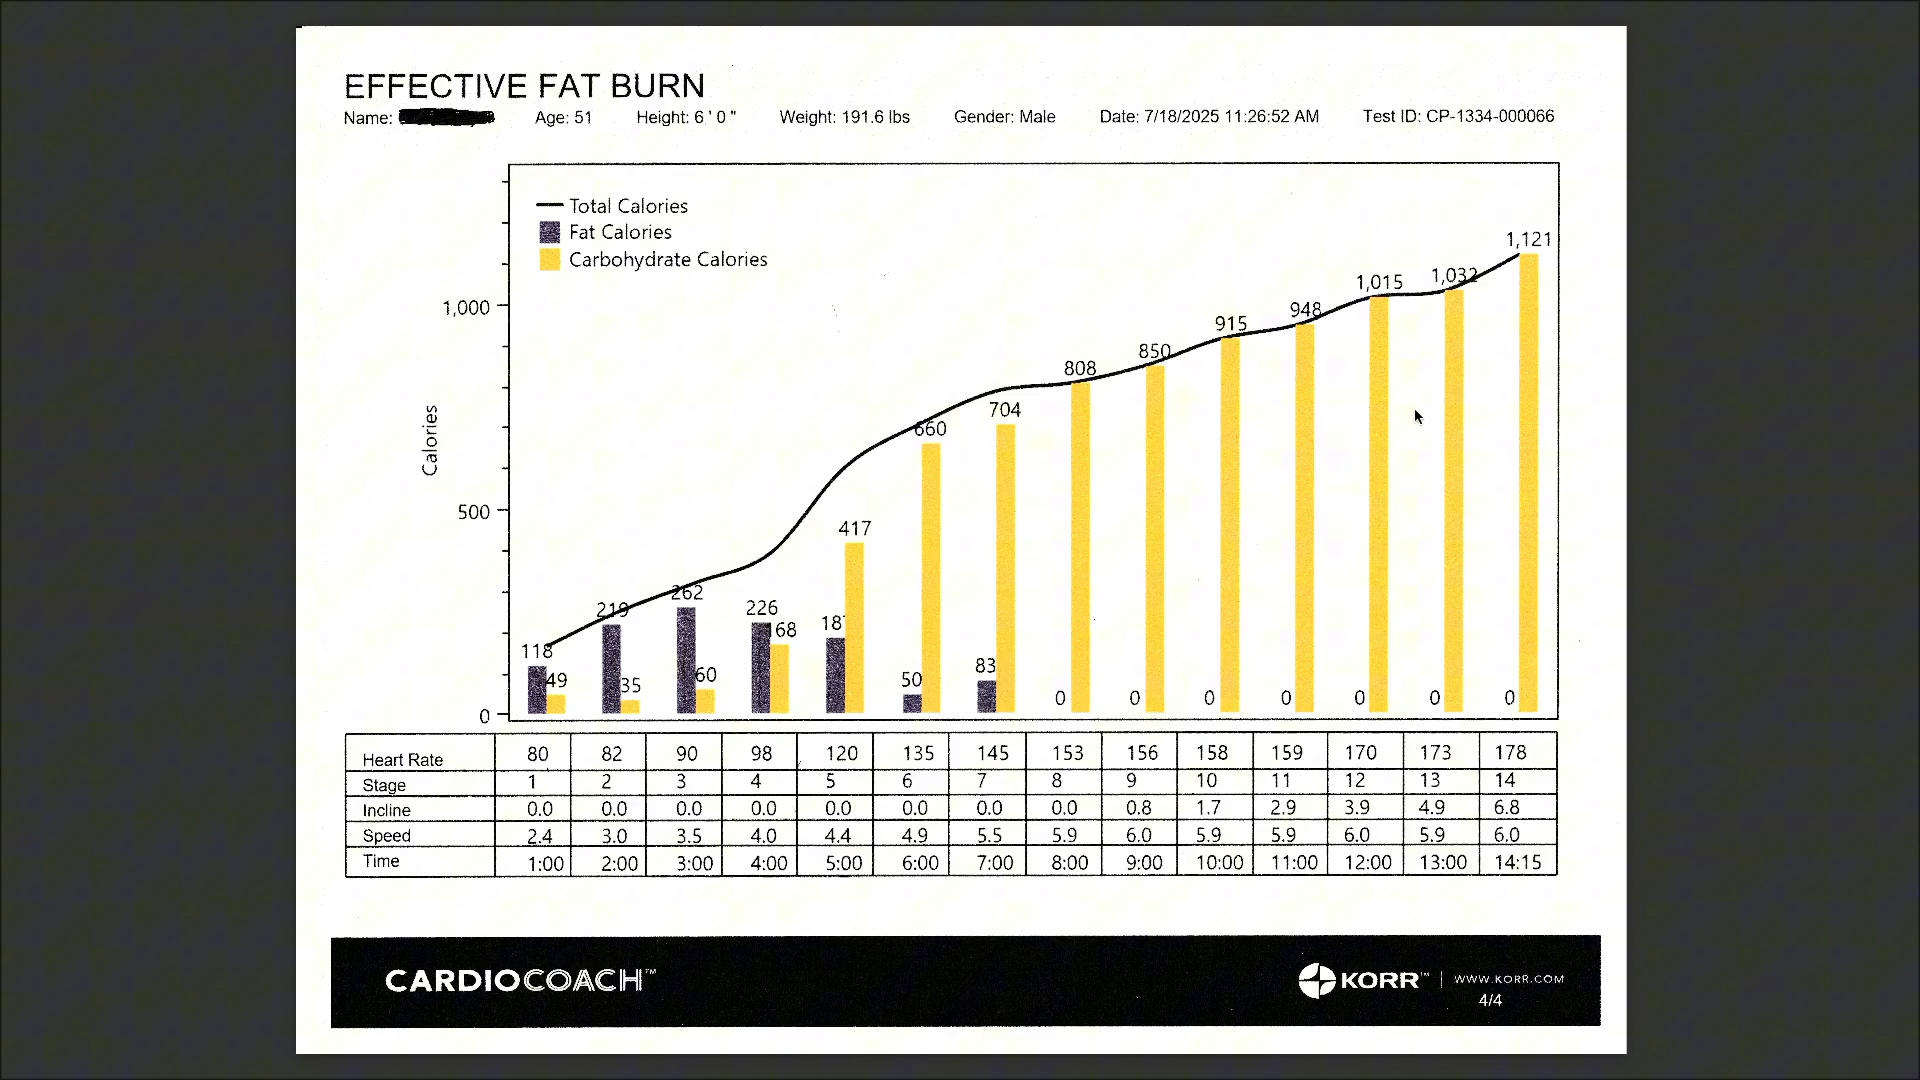 EFFECTIVE FAT BURN
Name: Age: 51 Height: 6 ' 0 " Weight: 191.6 lbs Gender: Male Date: 7/18/2025 11:26:52 AM Test ID: CP-1334-000066
Total Calories
Fat Calories
Carbohydrate Calories
Calories
1,000
500
0
118 219 262 226 50 83 0 0 0 0 0 0 0
49 35 60 417 660 704 808 850 915 948 1,015 1,032 1,121
Heart Rate 80 82 90 98 120 135 145 153 156 158 159 170 173 178
Stage 1 2 3 4 5 6 7 8 9 10 11 12 13 14
Incline 0.0 0.0 0.0 0.0 0.0 0.0 0.0 0.0 0.8 1.7 2.9 3.9 4.9 6.8
Speed 2.4 3.0 3.5 4.0 4.4 4.9 5.5 5.9 6.0 5.9 5.9 6.0 5.9 6.0
Time 1:00 2:00 3:00 4:00 5:00 6:00 7:00 8:00 9:00 10:00 11:00 12:00 13:00 14:15
CARDIOCOACH™
KORR™ | WWW.KORR.COM
4/4